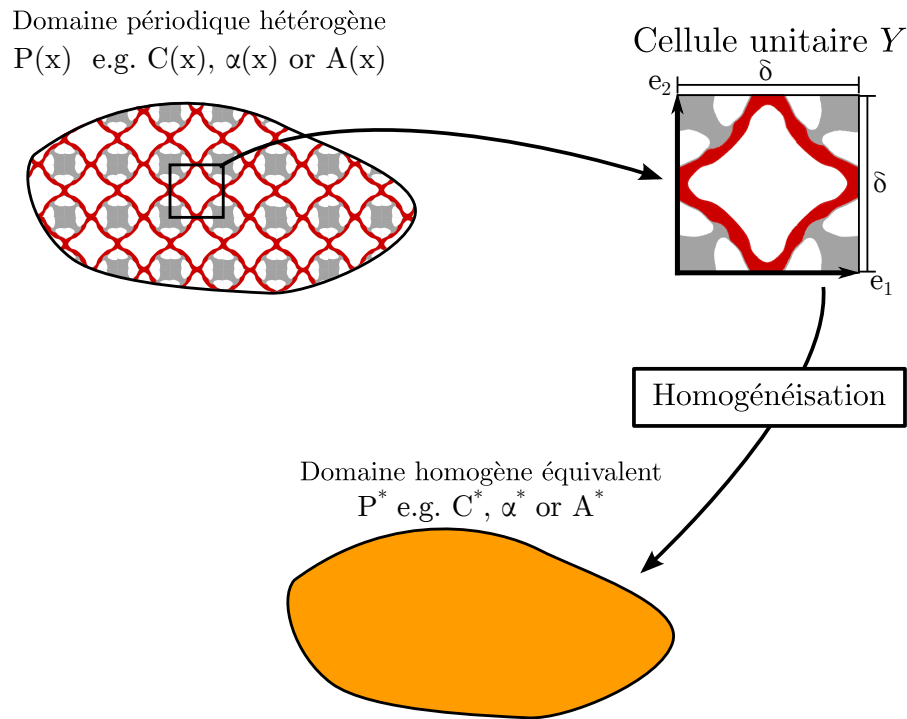 Domaine périodique hétérogène
P(x) e.g. C(x), α(x) or A(x)
Cellule unitaire Y
δ
e₂
δ
e₁
Homogénéisation
Domaine homogène équivalent
P* e.g. C*, α* or A*